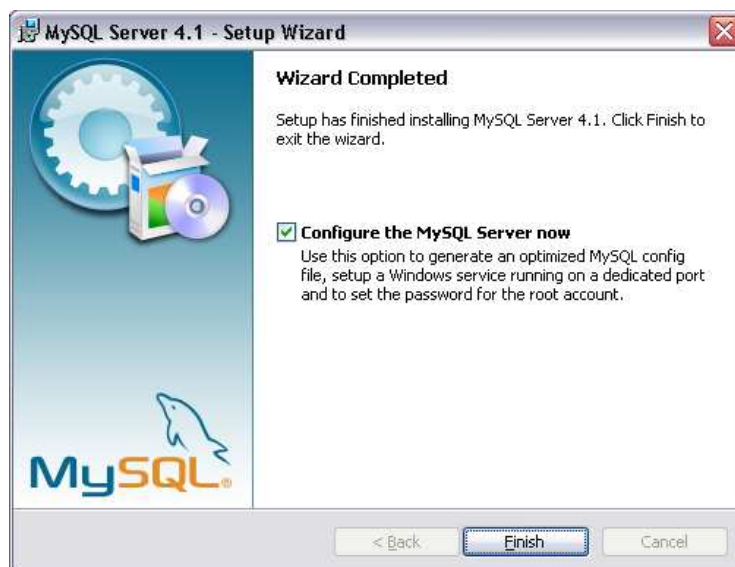 MySQL Server 4.1 - Setup Wizard
Wizard Completed
Setup has finished installing MySQL Server 4.1. Click Finish to
exit the wizard.
Configure the MySQL Server now
Use this option to generate an optimized MySQL config
file, setup a Windows service running on a dedicated port
and to set the password for the root account.
MySQL®
< Back
Finish
Cancel